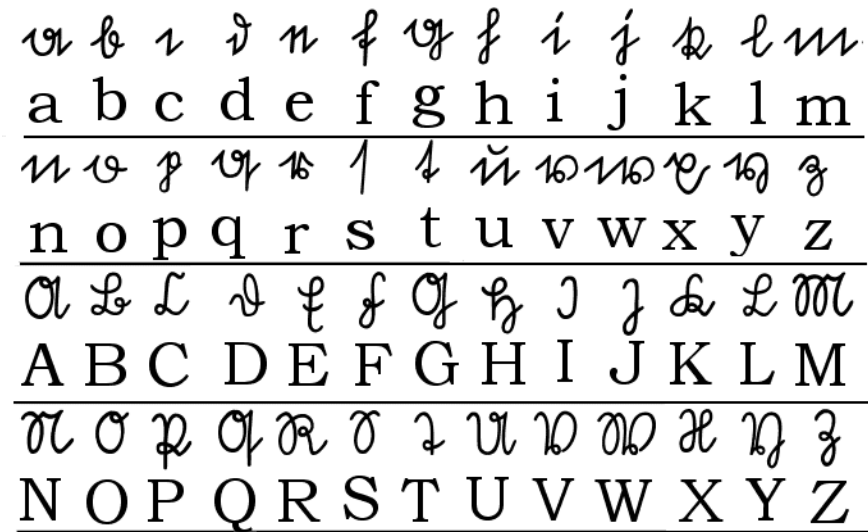 a b c d e f g h i j k l m
a b c d e f g h i j k l m
n o p q r s t u v w x y z
n o p q r s t u v w x y z
A B C D E F G H I J K L M
A B C D E F G H I J K L M
N O P Q R S T U V W X Y Z
N O P Q R S T U V W X Y Z